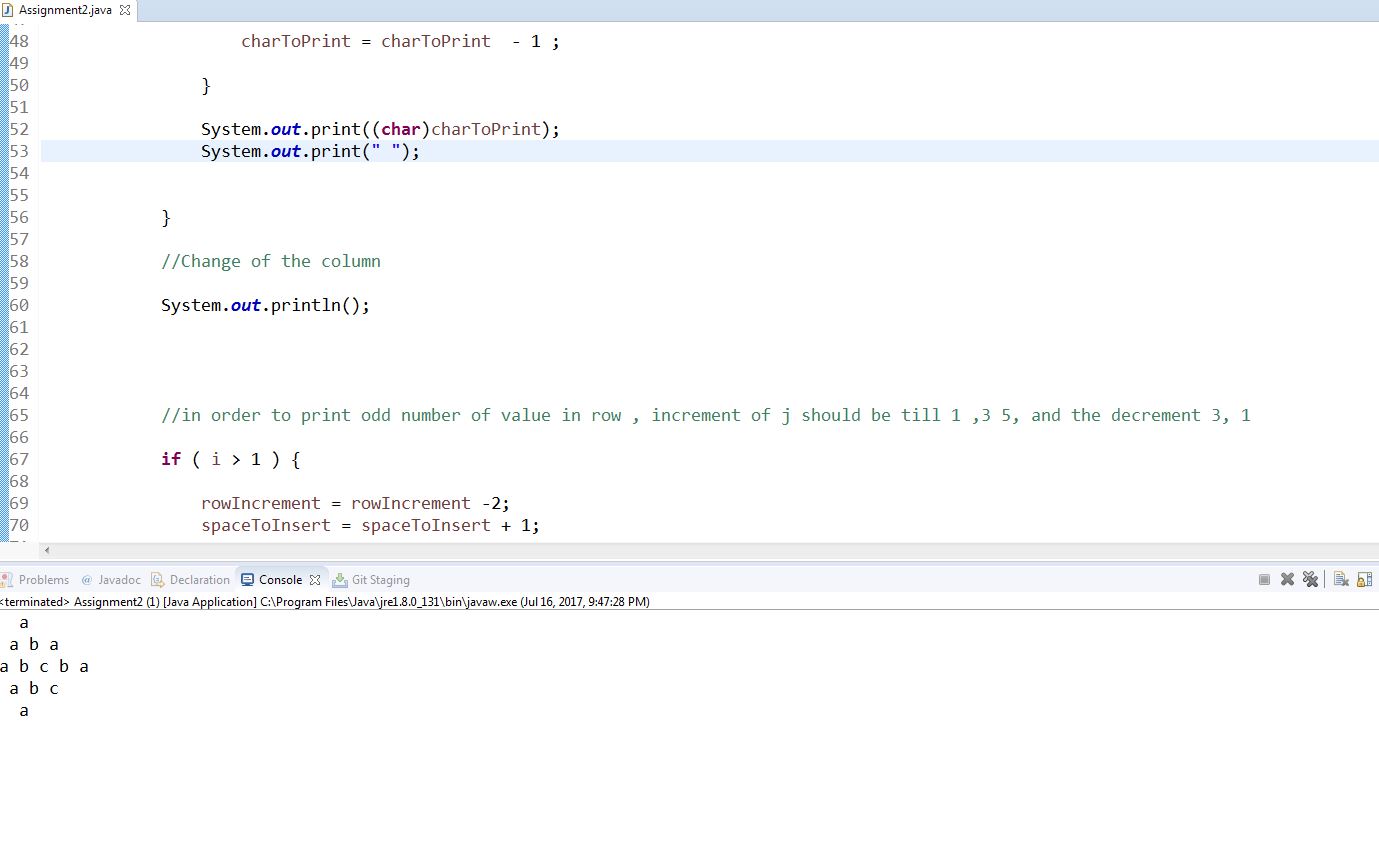 Assignment2.java
48 charToPrint = charToPrint  - 1 ;
49
50 }
51
52 System.out.print((char)charToPrint);
53 System.out.print(" ");
54
55
56 }
57
58 //Change of the column
59
60 System.out.println();
61
62
63
64
65 //in order to print odd number of value in row , increment of j should be till 1 ,3 5, and the decrement 3, 1
66
67 if ( i > 1 ) {
68
69 rowIncrement = rowIncrement -2;
70 spaceToInsert = spaceToInsert + 1;
Problems @ Javadoc Declaration Console Git Staging
<terminated> Assignment2 (1) [Java Application] C:\Program Files\Java\jre1.8.0_131\bin\javaw.exe (Jul 16, 2017, 9:47:28 PM)
  a
 a b a
a b c b a
 a b c
  a